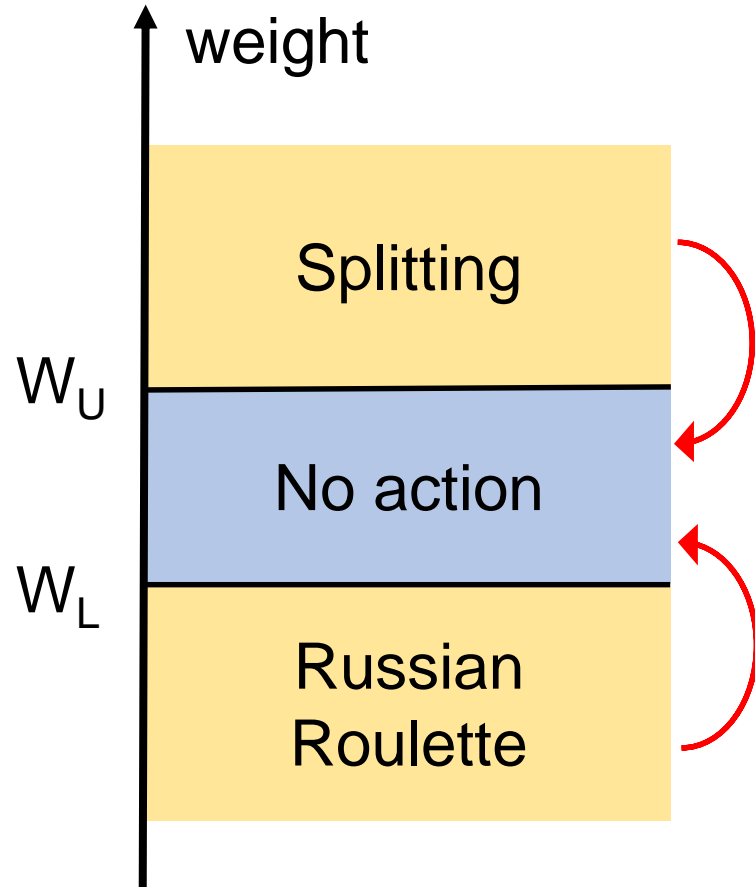 weight
Splitting
W_U
No action
W_L
Russian
Roulette